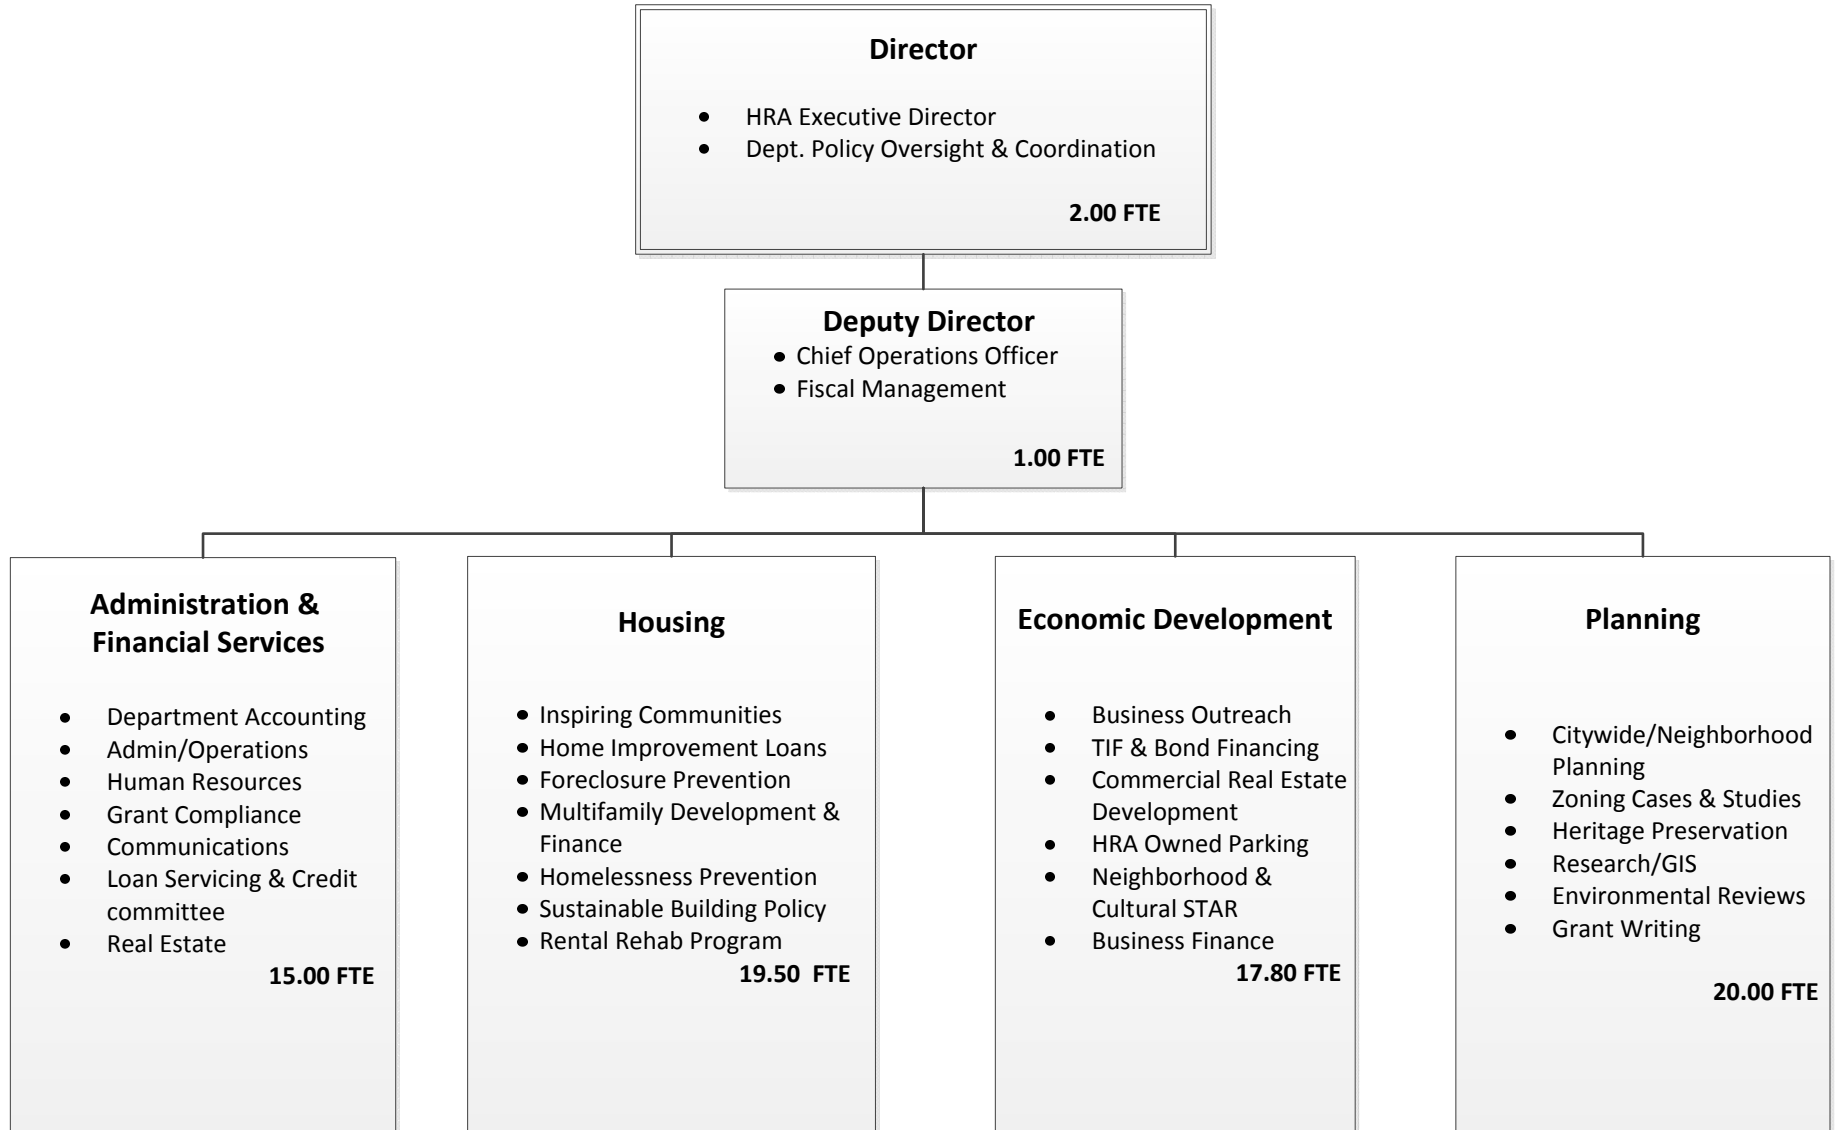 Director
• HRA Executive Director
• Dept. Policy Oversight & Coordination
2.00 FTE
Deputy Director
• Chief Operations Officer
• Fiscal Management
1.00 FTE
Administration &
Financial Services
• Department Accounting
• Admin/Operations
• Human Resources
• Grant Compliance
• Communications
• Loan Servicing & Credit
committee
• Real Estate
15.00 FTE
Housing
• Inspiring Communities
• Home Improvement Loans
• Foreclosure Prevention
• Multifamily Development &
Finance
• Homelessness Prevention
• Sustainable Building Policy
• Rental Rehab Program
19.50 FTE
Economic Development
• Business Outreach
• TIF & Bond Financing
• Commercial Real Estate
Development
• HRA Owned Parking
• Neighborhood &
Cultural STAR
• Business Finance
17.80 FTE
Planning
• Citywide/Neighborhood
Planning
• Zoning Cases & Studies
• Heritage Preservation
• Research/GIS
• Environmental Reviews
• Grant Writing
20.00 FTE